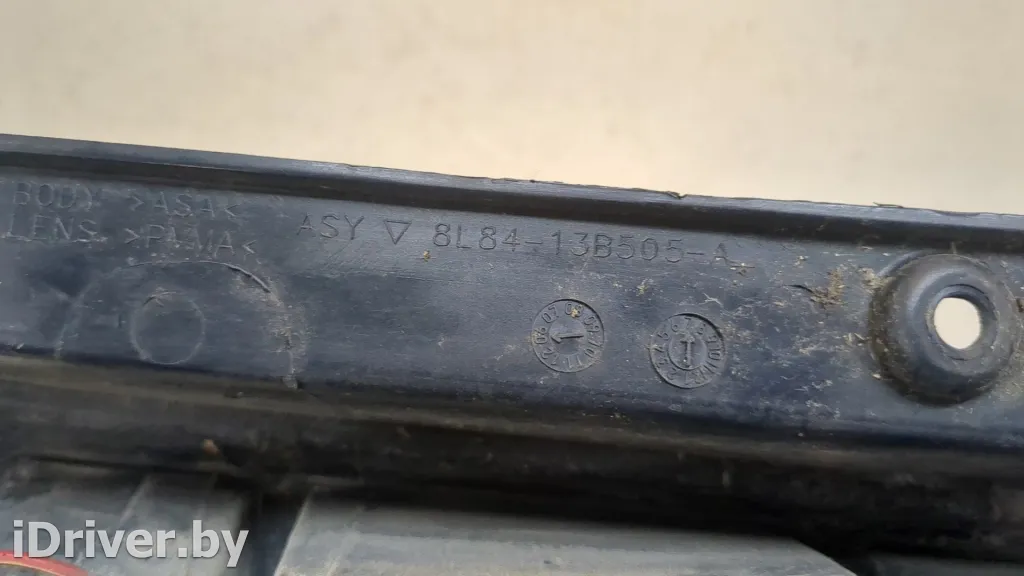 BODY >ASA<
LENS >PMMA<
ASY ▽ 8L84-13B505-A
iDriver.by